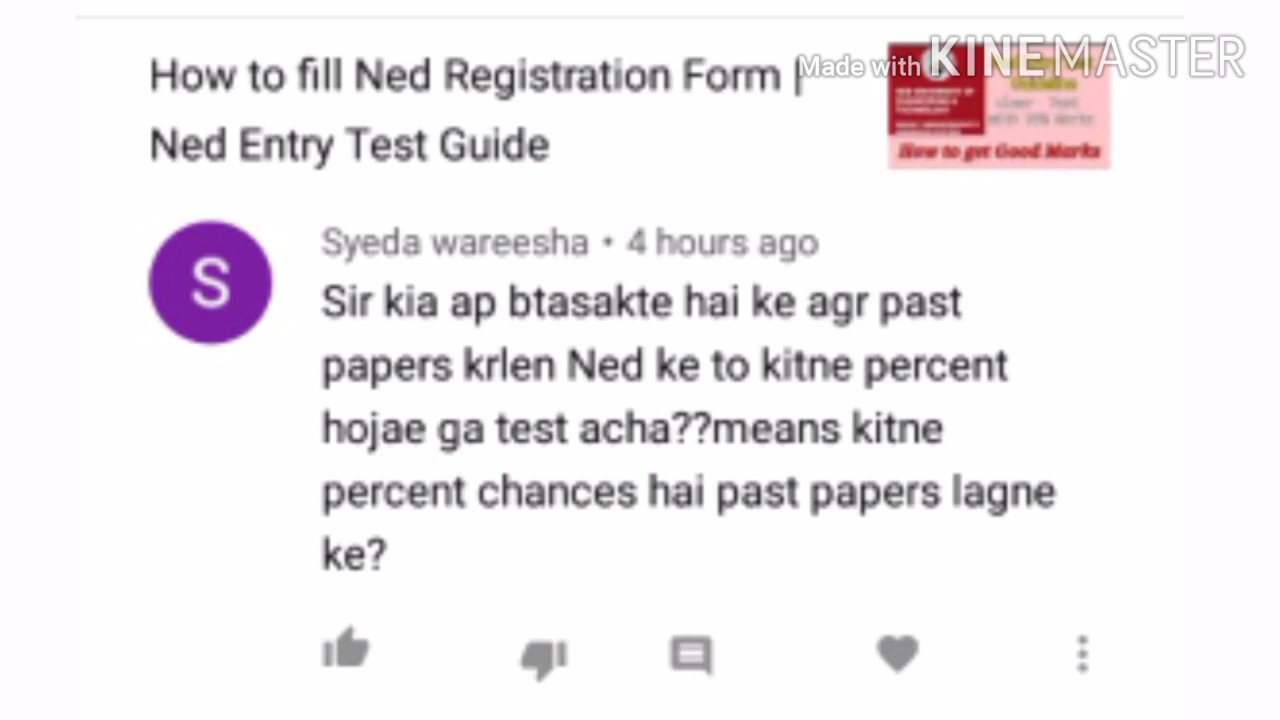 How to fill Ned Registration Form |
Made with KINEMASTER
Ned Entry Test Guide
How to get Good Marks
S
Syeda wareesha • 4 hours ago
Sir kia ap btasakte hai ke agr past
papers krlen Ned ke to kitne percent
hojae ga test acha??means kitne
percent chances hai past papers lagne
ke?